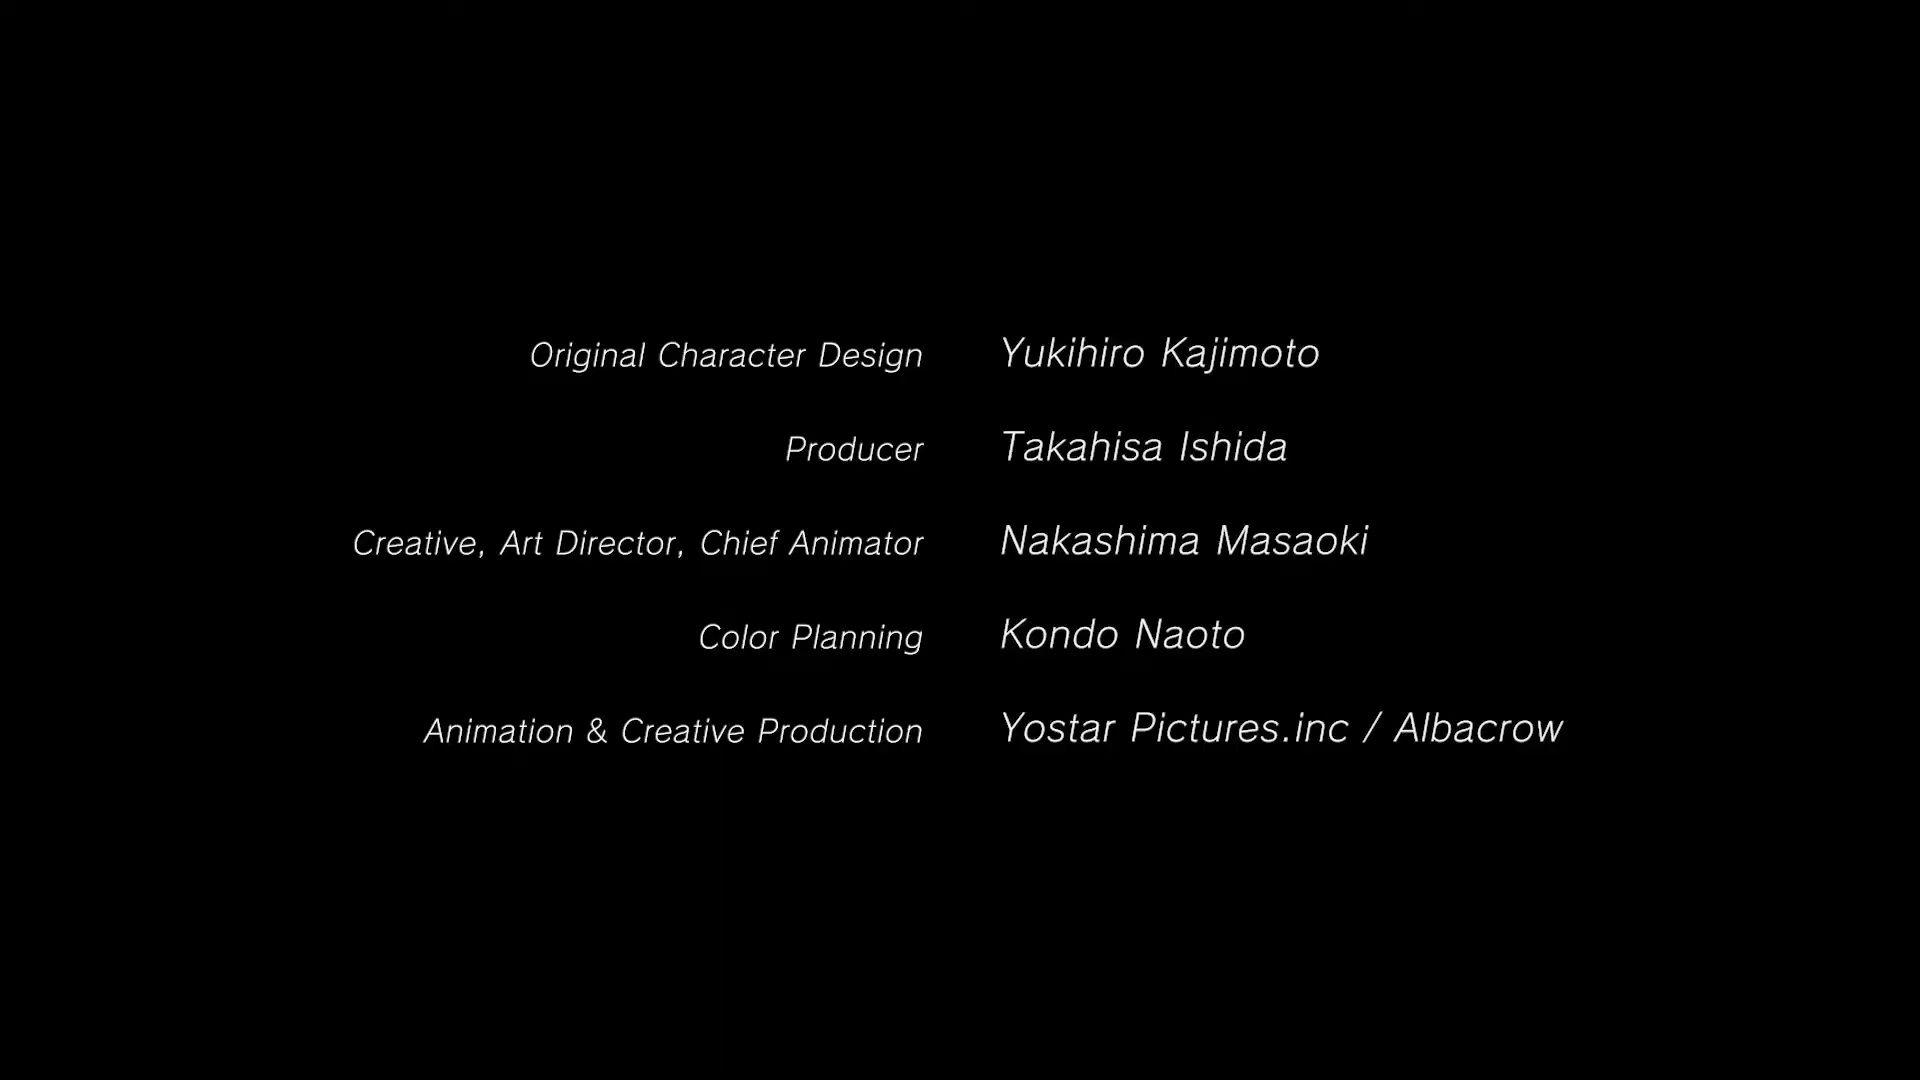 Original Character Design Yukihiro Kajimoto
Producer Takahisa Ishida
Creative, Art Director, Chief Animator Nakashima Masaoki
Color Planning Kondo Naoto
Animation & Creative Production Yostar Pictures.inc / Albacrow